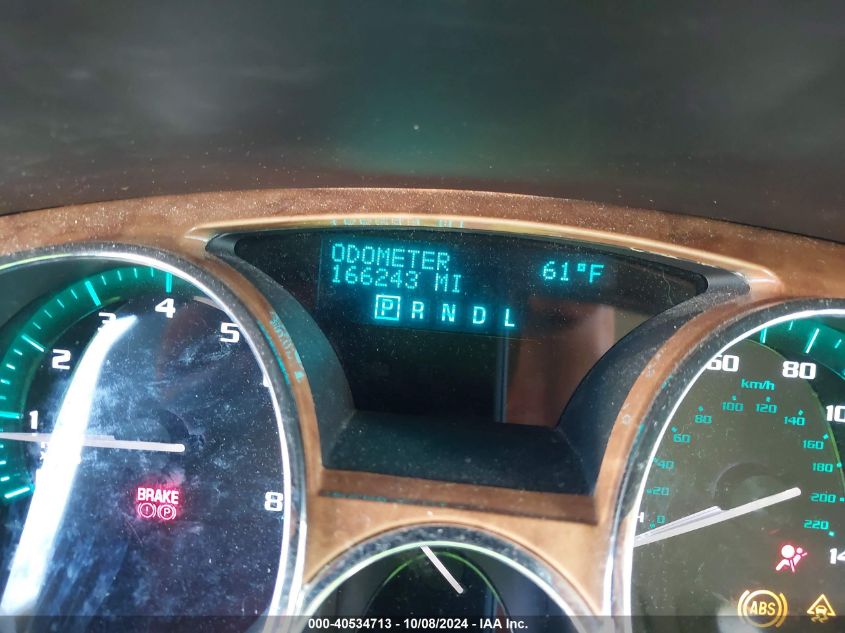 ODOMETER
166243 MI
61°F
P R N D L
1 2 3 4 5 8
BRAKE
P
60 80
km/h
0 20 40 60 80 100 120 140 160 180 200 220
ABS
000-40534713 - 10/08/2024 - IAA Inc.